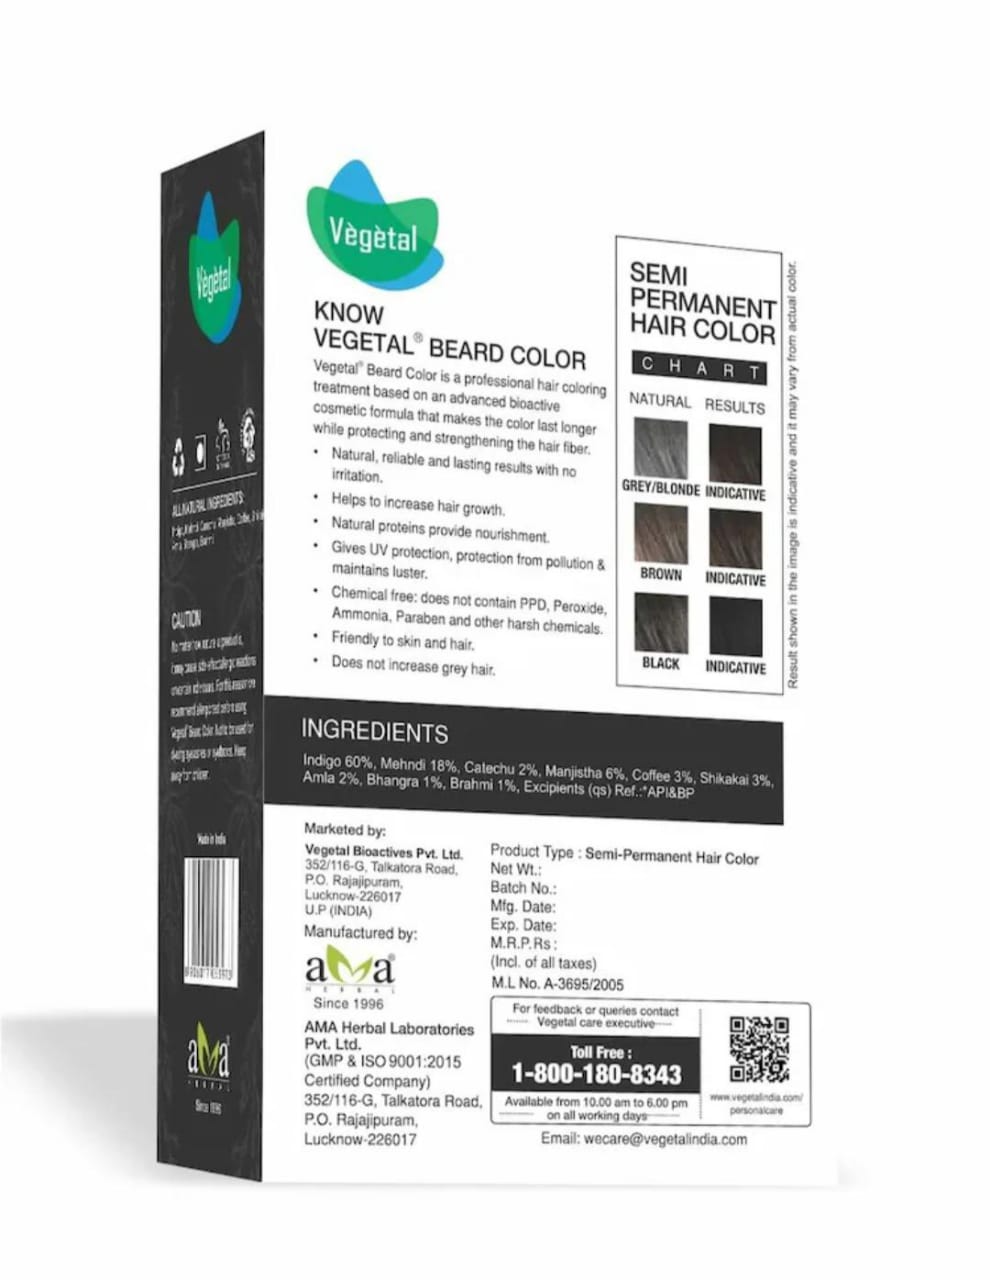 Vègètal
ALL NATURAL INGREDIENTS:
CAUTION
Made in India
ama
HERBAL
Since 1996
Vègètal
KNOW
VEGETAL® BEARD COLOR
Vegetal® Beard Color is a professional hair coloring
treatment based on an advanced bioactive
cosmetic formula that makes the color last longer
while protecting and strengthening the hair fiber.
• Natural, reliable and lasting results with no
irritation.
• Helps to increase hair growth.
• Natural proteins provide nourishment.
• Gives UV protection, protection from pollution &
maintains luster.
• Chemical free: does not contain PPD, Peroxide,
Ammonia, Paraben and other harsh chemicals.
• Friendly to skin and hair.
• Does not increase grey hair.
SEMI
PERMANENT
HAIR COLOR
CHART
NATURAL RESULTS
GREY/BLONDE INDICATIVE
BROWN INDICATIVE
BLACK INDICATIVE
Result shown in the image is indicative and it may vary from actual color.
INGREDIENTS
Indigo 60%, Mehndi 18%, Catechu 2%, Manjistha 6%, Coffee 3%, Shikakai 3%,
Amla 2%, Bhangra 1%, Brahmi 1%, Excipients (qs) Ref.:*API&BP
Marketed by:
Vegetal Bioactives Pvt. Ltd.
352/116-G, Talkatora Road,
P.O. Rajajipuram,
Lucknow-226017
U.P (INDIA)
Manufactured by:
ama®
HERBAL
Since 1996
AMA Herbal Laboratories
Pvt. Ltd.
(GMP & ISO 9001:2015
Certified Company)
352/116-G, Talkatora Road,
P.O. Rajajipuram,
Lucknow-226017
Product Type : Semi-Permanent Hair Color
Net Wt.:
Batch No.:
Mfg. Date:
Exp. Date:
M.R.P.Rs :
(Incl. of all taxes)
M.L No. A-3695/2005
For feedback or queries contact
Vegetal care executive
Toll Free :
1-800-180-8343
Available from 10.00 am to 6.00 pm
on all working days
www.vegetalindia.com/
personalcare
Email: wecare@vegetalindia.com